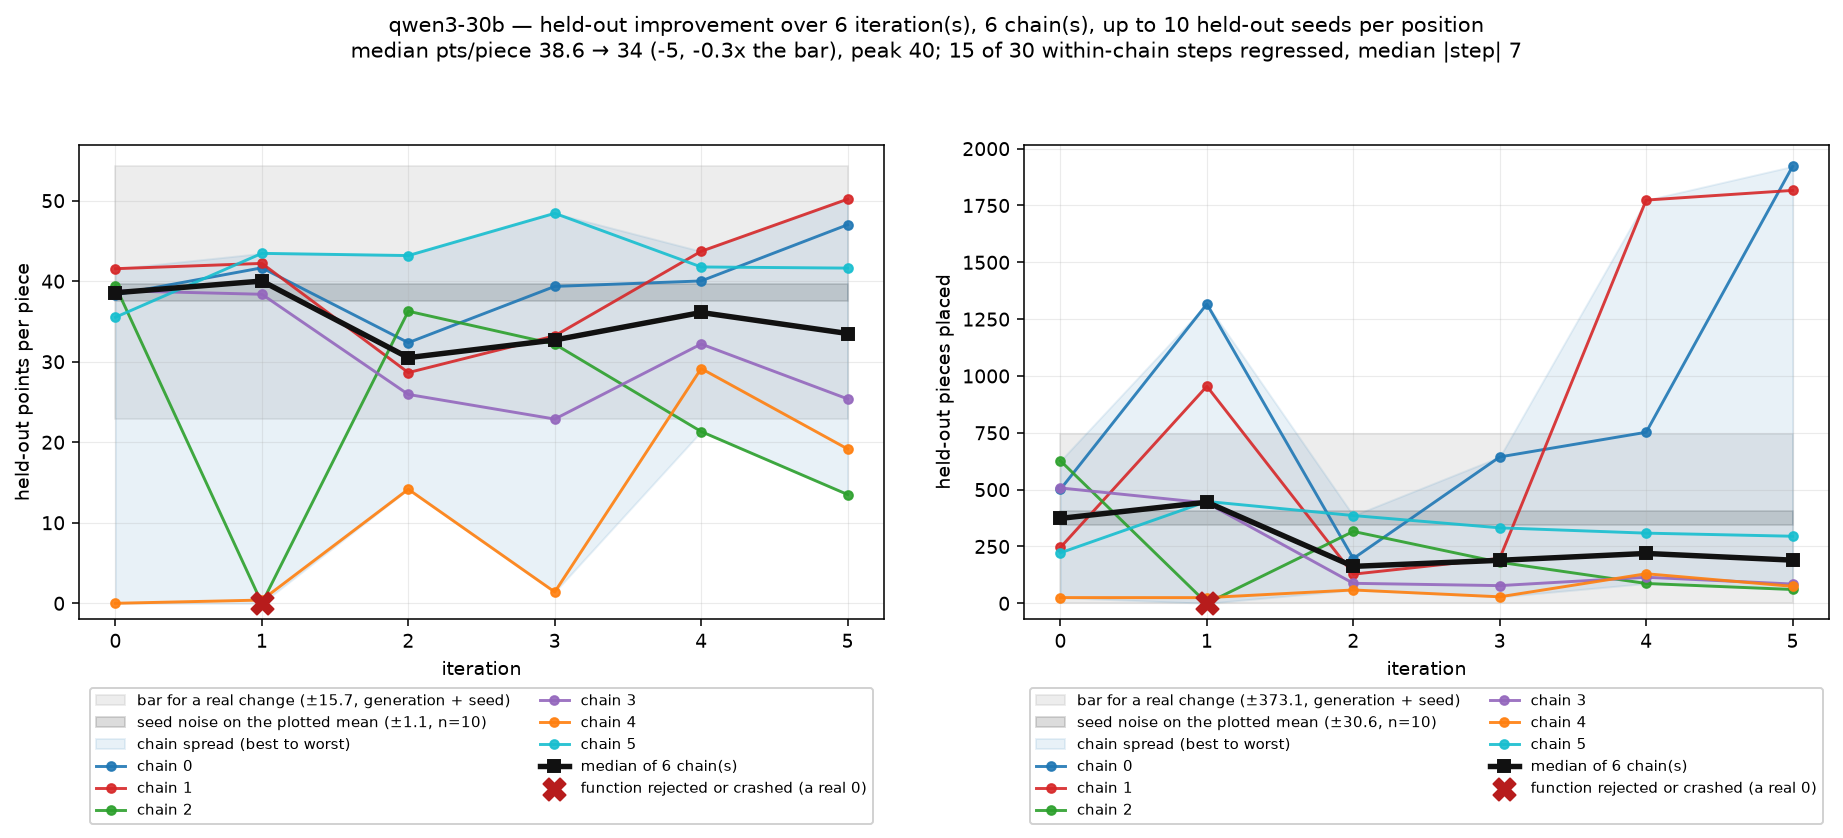 qwen3-30b — held-out improvement over 6 iteration(s), 6 chain(s), up to 10 held-out seeds per position
median pts/piece 38.6 → 34 (-5, -0.3x the bar), peak 40; 15 of 30 within-chain steps regressed, median |step| 7
held-out points per piece
50
40
30
20
10
0
0 1 2 3 4 5
iteration
bar for a real change (±15.7, generation + seed)
seed noise on the plotted mean (±1.1, n=10)
chain spread (best to worst)
chain 0
chain 1
chain 2
chain 3
chain 4
chain 5
median of 6 chain(s)
function rejected or crashed (a real 0)
held-out pieces placed
2000
1750
1500
1250
1000
750
500
250
0
0 1 2 3 4 5
iteration
bar for a real change (±373.1, generation + seed)
seed noise on the plotted mean (±30.6, n=10)
chain spread (best to worst)
chain 0
chain 1
chain 2
chain 3
chain 4
chain 5
median of 6 chain(s)
function rejected or crashed (a real 0)